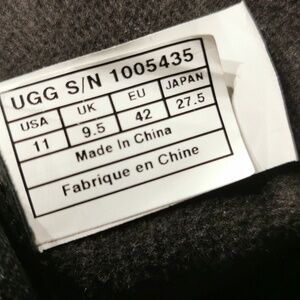 UGG S/N 1005435
USA UK EU JAPAN
11 9.5 42 27.5
Made In China
Fabrique en Chine